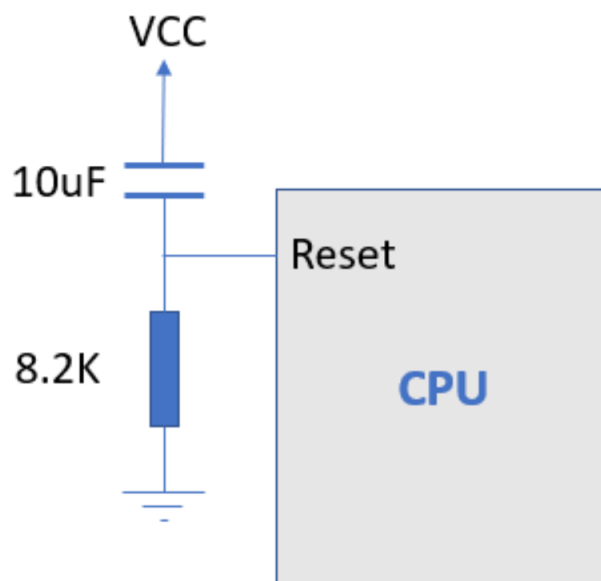 VCC
10uF
Reset
8.2K
CPU